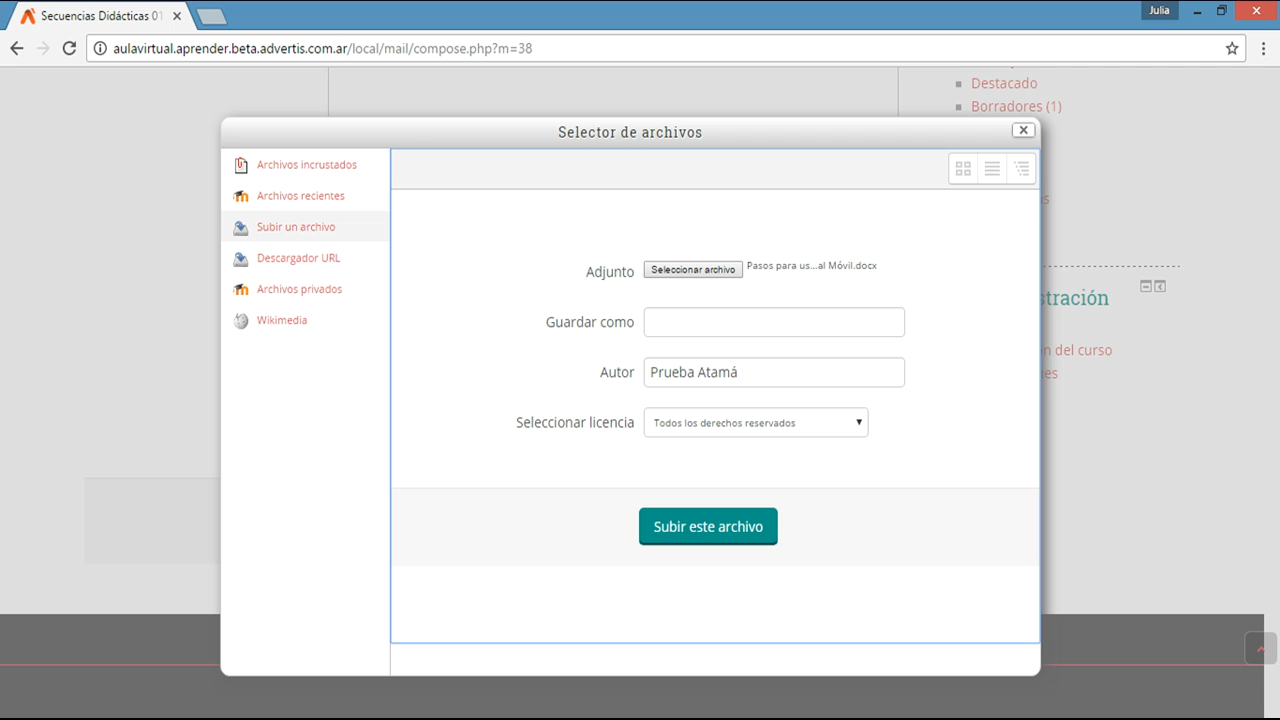 Secuencias Didácticas 01
Julia
aulavirtual.aprender.beta.advertis.com.ar/local/mail/compose.php?m=38
Destacado
Borradores (1)
Selector de archivos
Archivos incrustados
Archivos recientes
Subir un archivo
Descargador URL
Archivos privados
Wikimedia
Adjunto
Seleccionar archivo
Pasos para us...al Móvil.docx
Guardar como
Autor
Prueba Atamá
Seleccionar licencia
Todos los derechos reservados
Subir este archivo
stración
n del curso
es